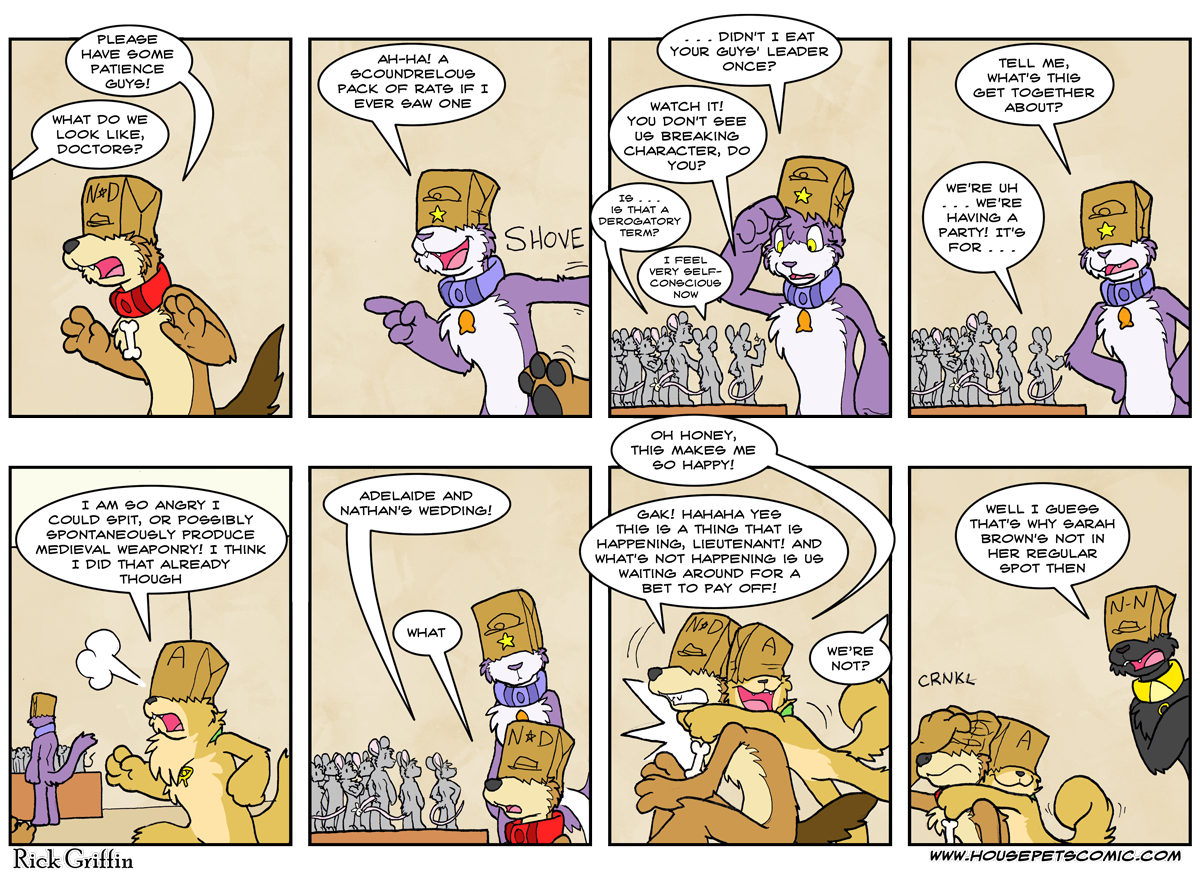 PLEASE
HAVE SOME
PATIENCE
GUYS!
WHAT DO WE
LOOK LIKE,
DOCTORS?
N★D
AH-HA! A
SCOUNDRELOUS
PACK OF RATS IF I
EVER SAW ONE
SHOVE
. . . DIDN'T I EAT
YOUR GUYS' LEADER
ONCE?
WATCH IT!
YOU DON'T SEE
US BREAKING
CHARACTER, DO
YOU?
IS . . .
IS THAT A
DEROGATORY
TERM?
I FEEL
VERY SELF-
CONSCIOUS
NOW
TELL ME,
WHAT'S THIS
GET TOGETHER
ABOUT?
WE'RE UH
. . . WE'RE
HAVING A
PARTY! IT'S
FOR . . .
I AM SO ANGRY I
COULD SPIT, OR POSSIBLY
SPONTANEOUSLY PRODUCE
MEDIEVAL WEAPONRY! I THINK
I DID THAT ALREADY
THOUGH
A
ADELAIDE AND
NATHAN'S WEDDING!
WHAT
N★D
OH HONEY,
THIS MAKES ME
SO HAPPY!
GAK! HAHAHA YES
THIS IS A THING THAT IS
HAPPENING, LIEUTENANT! AND
WHAT'S NOT HAPPENING IS US
WAITING AROUND FOR A
BET TO PAY OFF!
WE'RE
NOT?
N★D
A
WELL I GUESS
THAT'S WHY SARAH
BROWN'S NOT IN
HER REGULAR
SPOT THEN
N-N
CRNKL
A
Rick Griffin
WWW.HOUSEPETSCOMIC.COM